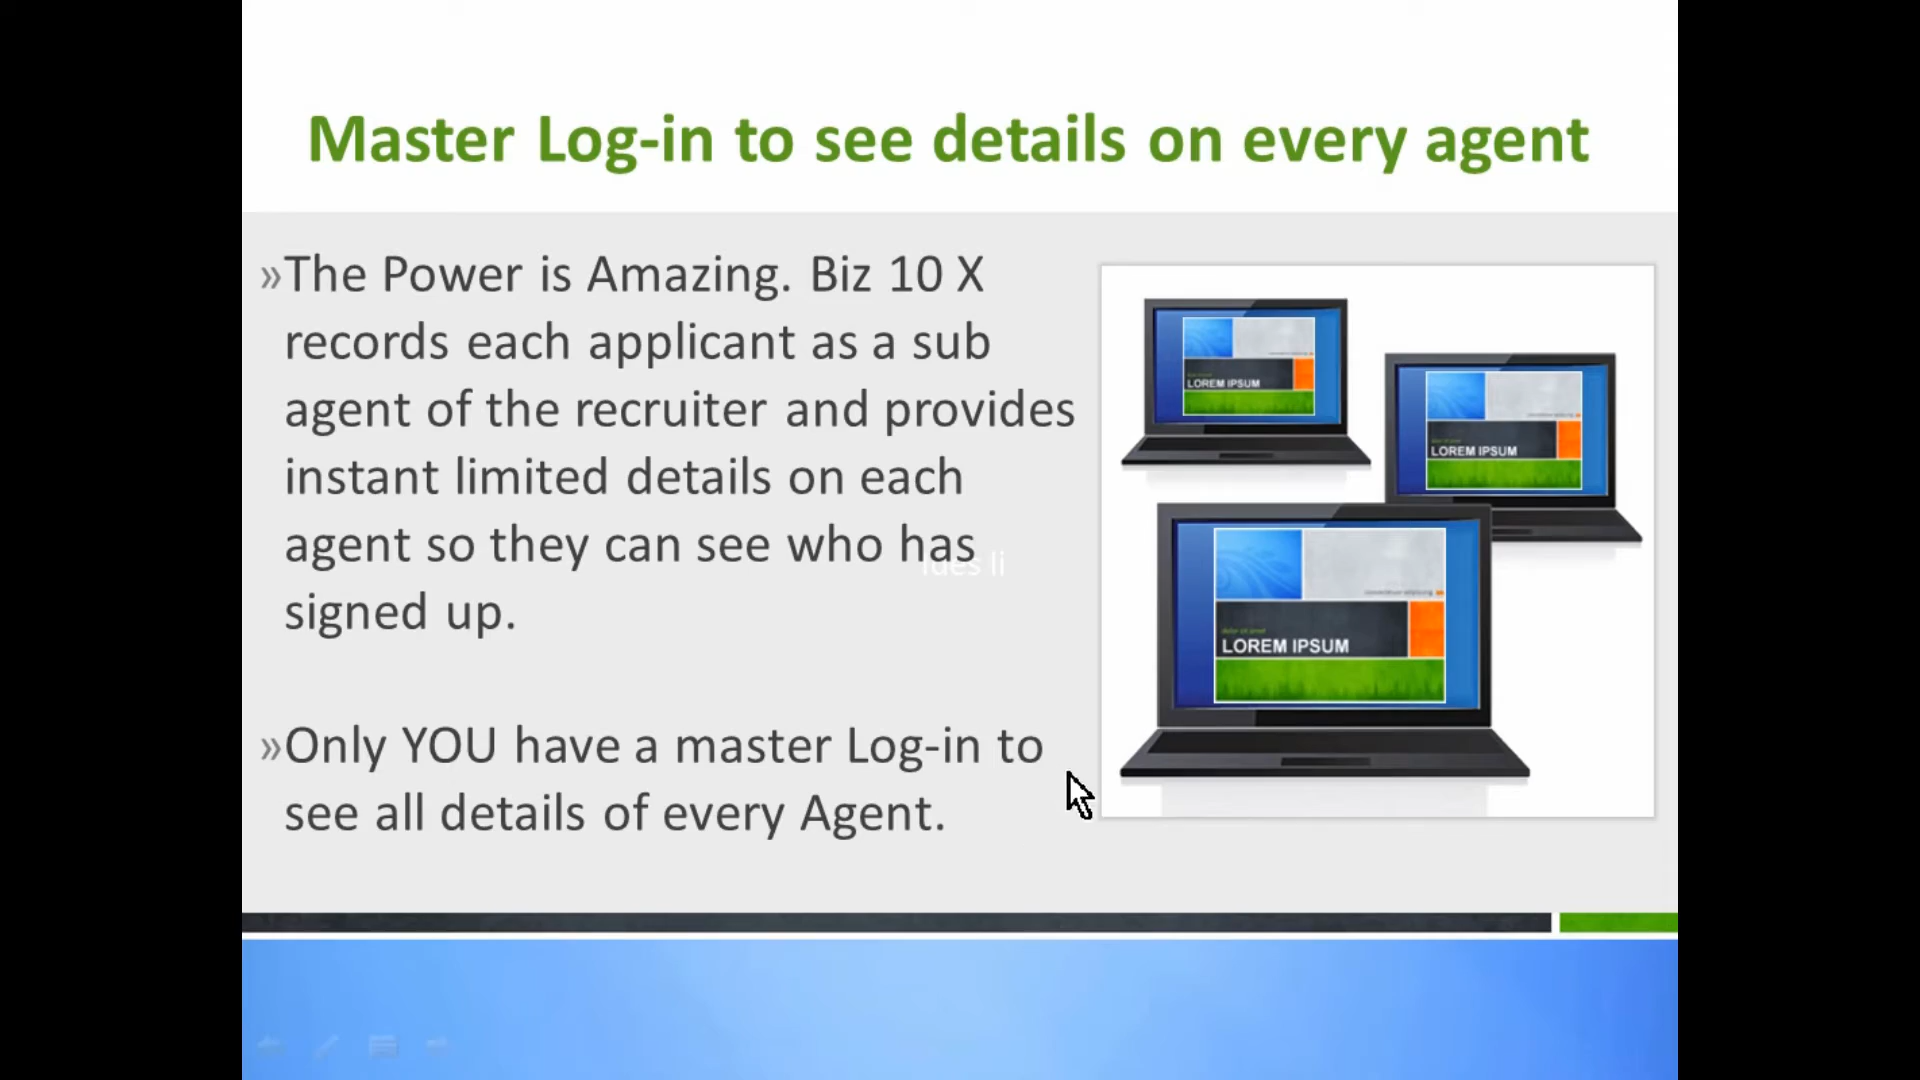 Master Log-in to see details on every agent
»The Power is Amazing. Biz 10 X
records each applicant as a sub
agent of the recruiter and provides
instant limited details on each
agent so they can see who has
signed up.
»Only YOU have a master Log-in to
see all details of every Agent.
LOREM IPSUM
LOREM IPSUM
LOREM IPSUM